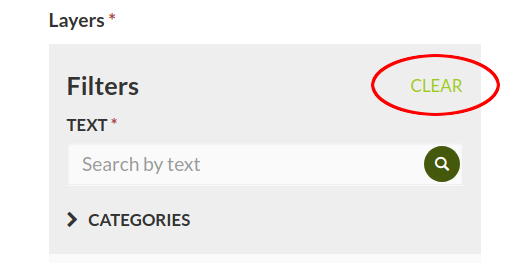 Layers *
Filters CLEAR
TEXT *
Search by text
CATEGORIES